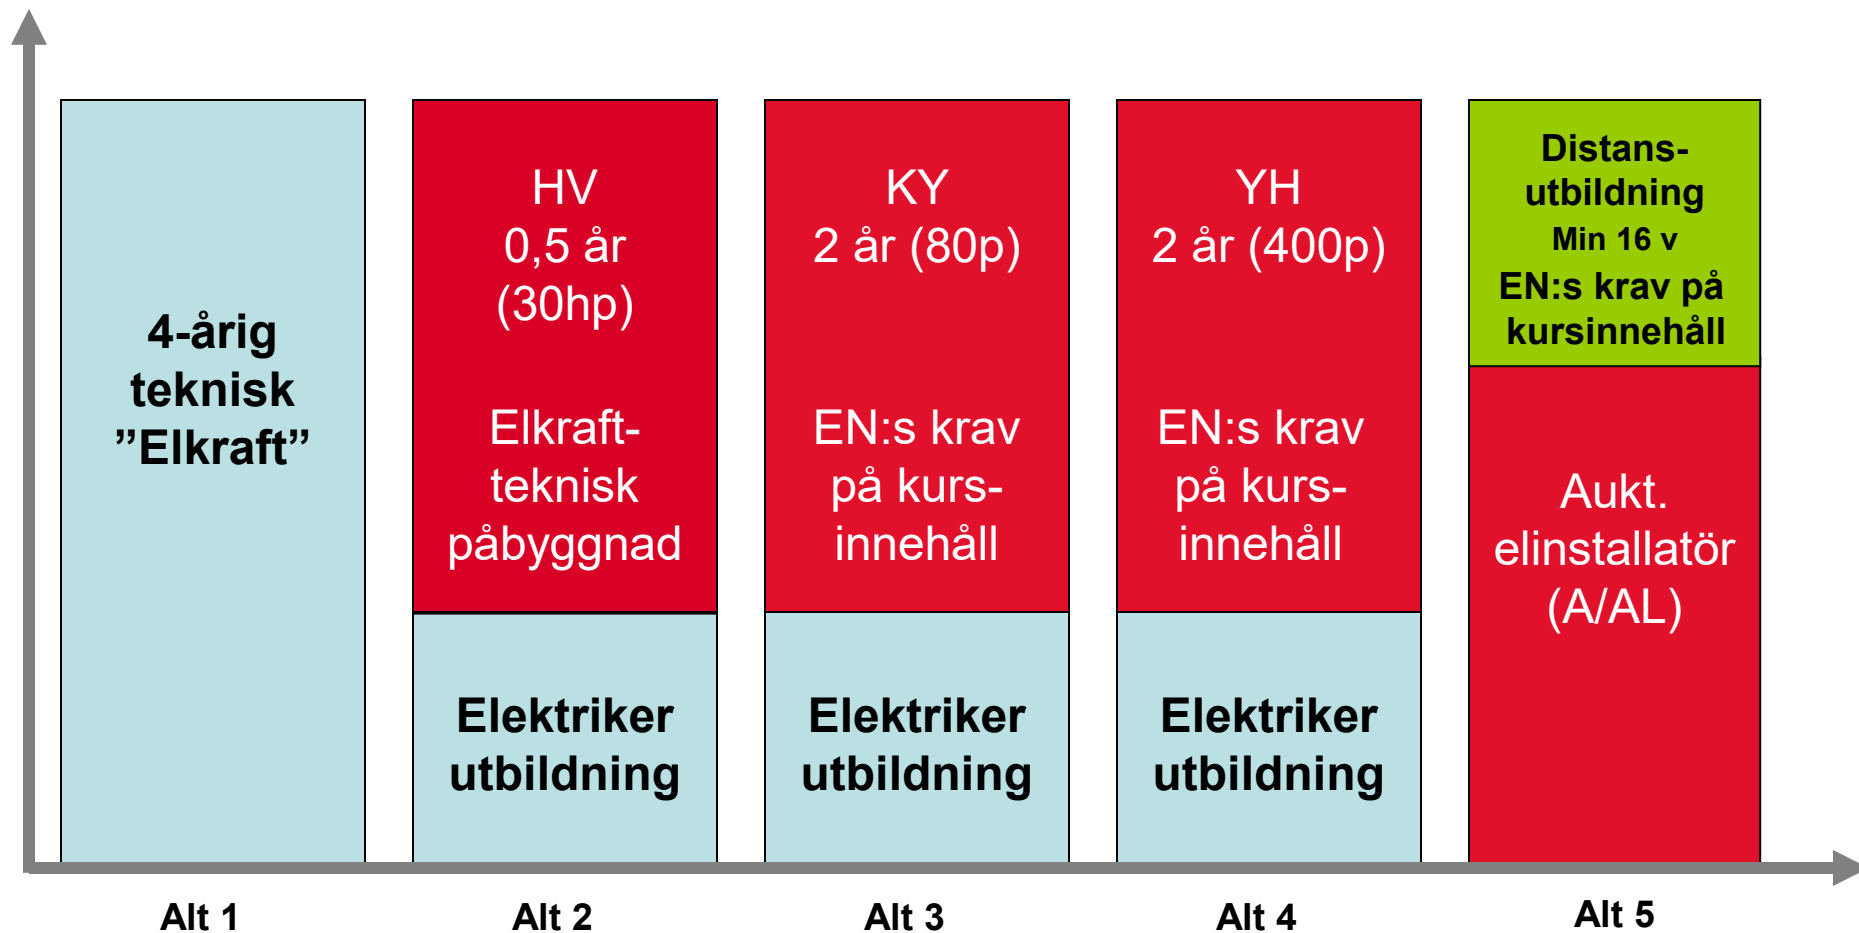 4-årig
teknisk
”Elkraft”
HV
0,5 år
(30hp)
Elkraft-
teknisk
påbyggnad
Elektriker
utbildning
KY
2 år (80p)
EN:s krav
på kurs-
innehåll
Elektriker
utbildning
YH
2 år (400p)
EN:s krav
på kurs-
innehåll
Elektriker
utbildning
Distans-
utbildning
Min 16 v
EN:s krav på
kursinnehåll
Aukt.
elinstallatör
(A/AL)
Alt 1
Alt 2
Alt 3
Alt 4
Alt 5